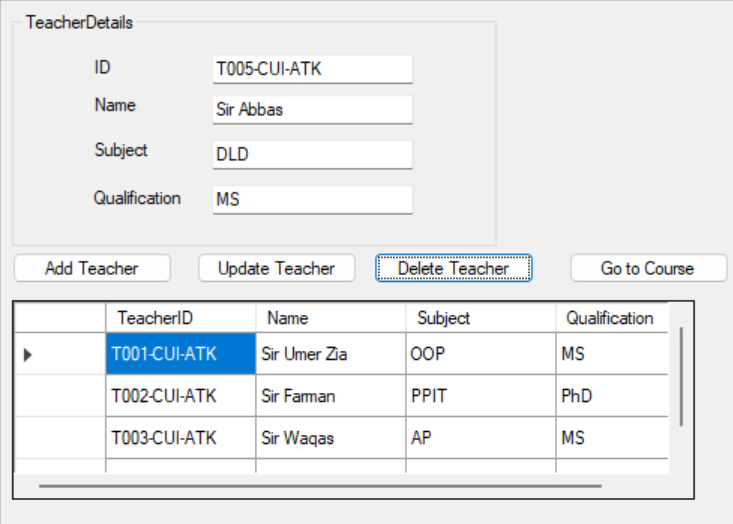 TeacherDetails
ID T005-CUI-ATK
Name Sir Abbas
Subject DLD
Qualification MS
Add Teacher Update Teacher Delete Teacher Go to Course
TeacherID Name Subject Qualification
T001-CUI-ATK Sir Umer Zia OOP MS
T002-CUI-ATK Sir Farman PPIT PhD
T003-CUI-ATK Sir Waqas AP MS